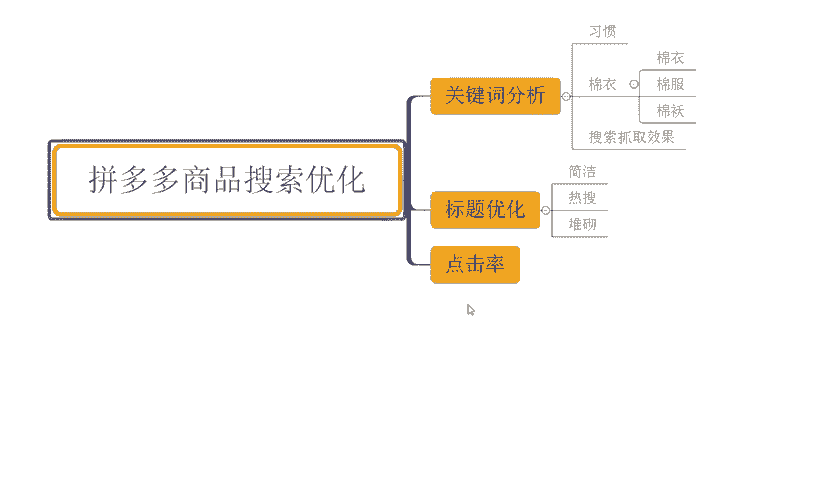 拼多多商品搜索优化
关键词分析
习惯
棉衣
棉衣
棉服
棉袄
搜索抓取效果
标题优化
简洁
热搜
堆砌
点击率